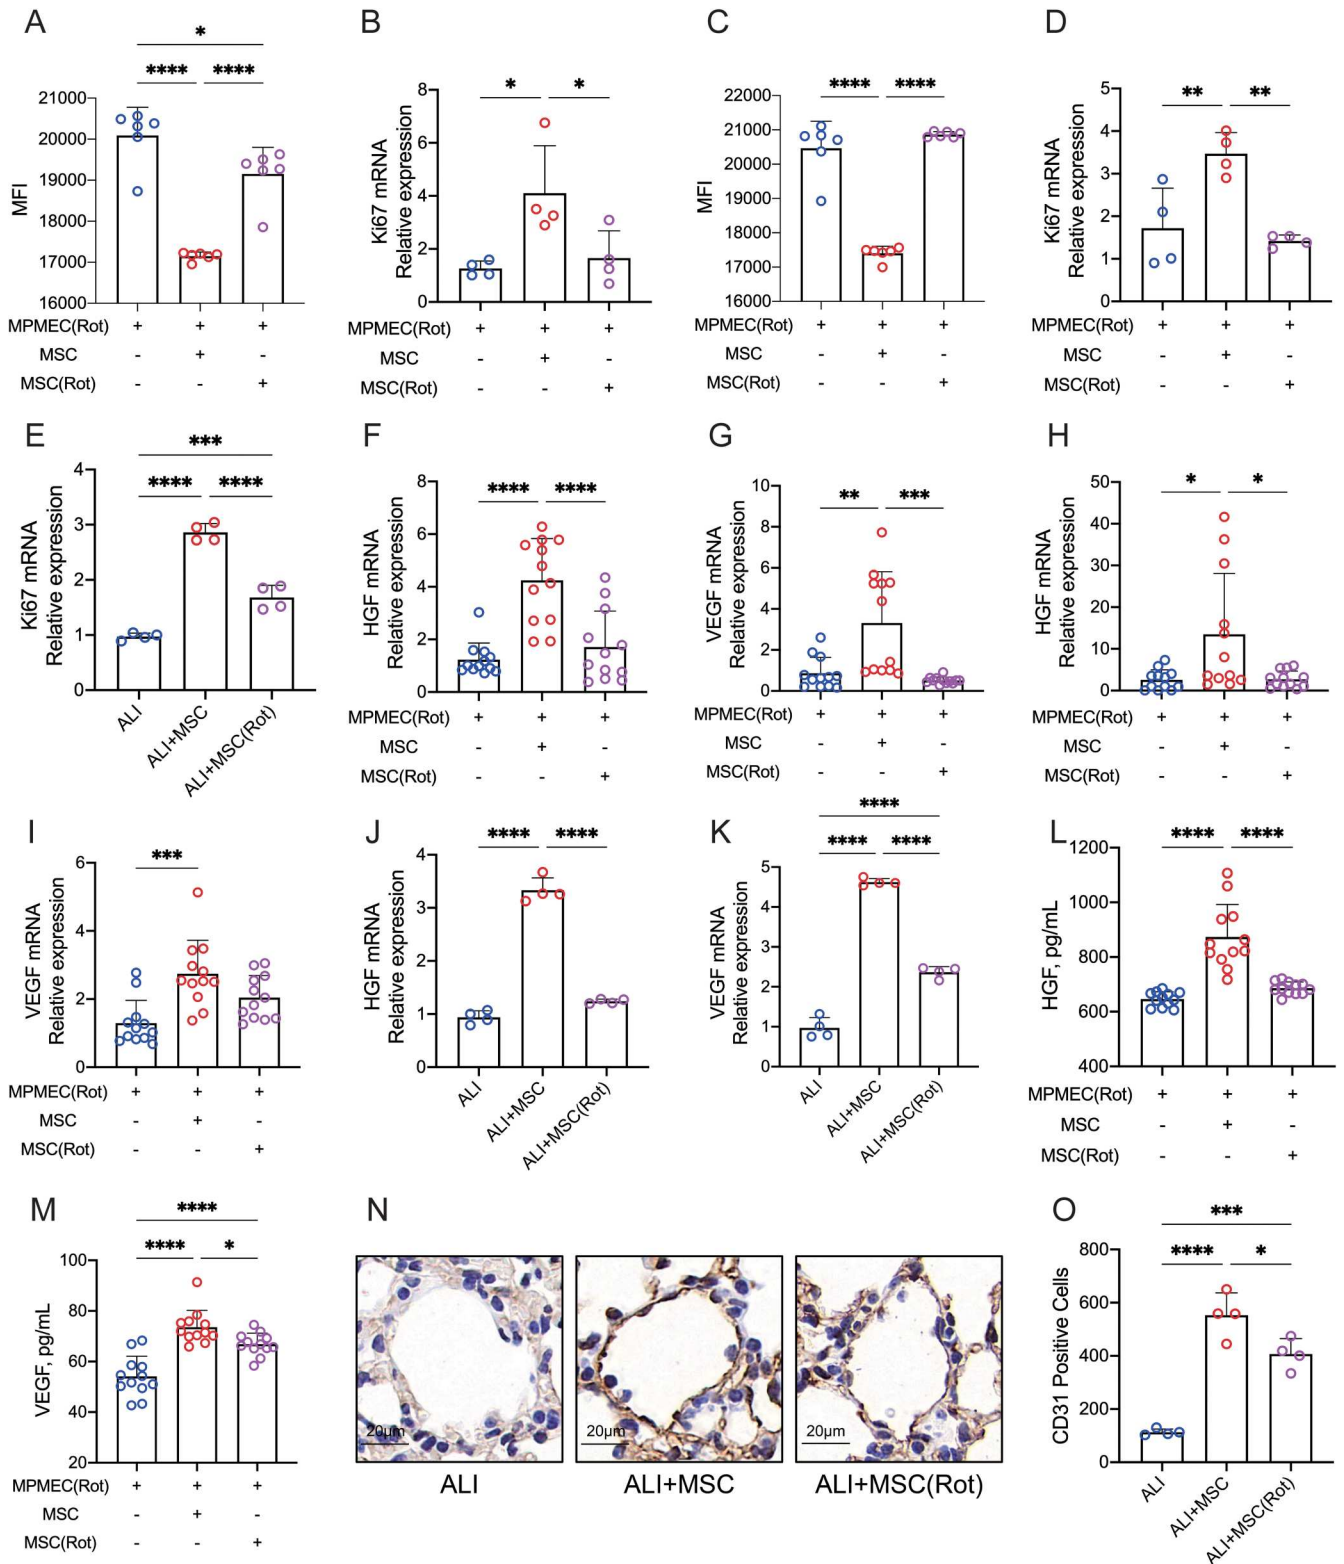 A
*
****
****
MFI
21000
20000
19000
18000
17000
16000
MPMEC(Rot) + + +
MSC - + -
MSC(Rot) - - +
B
*
*
Ki67 mRNA
Relative expression
8
6
4
2
0
MPMEC(Rot) + + +
MSC - + -
MSC(Rot) - - +
C
****
****
MFI
22000
21000
20000
19000
18000
17000
16000
MPMEC(Rot) + + +
MSC - + -
MSC(Rot) - - +
D
**
**
Ki67 mRNA
Relative expression
5
4
3
2
1
0
MPMEC(Rot) + + +
MSC - + -
MSC(Rot) - - +
E
***
****
****
Ki67 mRNA
Relative expression
4
3
2
1
0
ALI
ALI+MSC
ALI+MSC(Rot)
F
****
****
HGF mRNA
Relative expression
8
6
4
2
0
MPMEC(Rot) + + +
MSC - + -
MSC(Rot) - - +
G
**
***
VEGF mRNA
Relative expression
10
8
6
4
2
0
MPMEC(Rot) + + +
MSC - + -
MSC(Rot) - - +
H
*
*
HGF mRNA
Relative expression
50
40
30
20
10
0
MPMEC(Rot) + + +
MSC - + -
MSC(Rot) - - +
I
***
VEGF mRNA
Relative expression
6
4
2
0
MPMEC(Rot) + + +
MSC - + -
MSC(Rot) - - +
J
****
****
HGF mRNA
Relative expression
4
3
2
1
0
ALI
ALI+MSC
ALI+MSC(Rot)
K
****
****
****
VEGF mRNA
Relative expression
5
4
3
2
1
0
ALI
ALI+MSC
ALI+MSC(Rot)
L
****
****
HGF, pg/mL
1200
1000
800
600
400
MPMEC(Rot) + + +
MSC - + -
MSC(Rot) - - +
M
****
****
*
VEGF, pg/mL
100
80
60
40
20
MPMEC(Rot) + + +
MSC - + -
MSC(Rot) - - +
N
20μm
20μm
20μm
ALI
ALI+MSC
ALI+MSC(Rot)
O
***
****
*
CD31 Positive Cells
800
600
400
200
0
ALI
ALI+MSC
ALI+MSC(Rot)